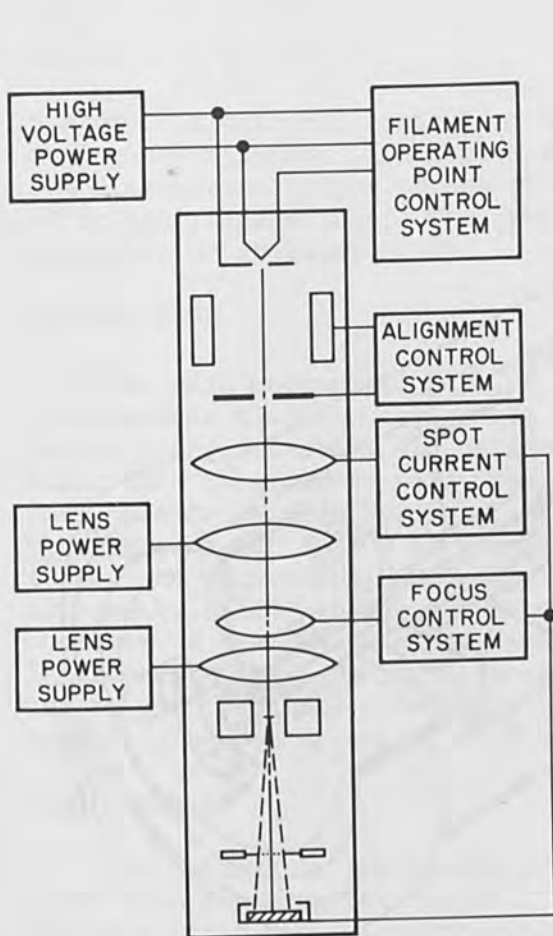 HIGH
VOLTAGE
POWER
SUPPLY
FILAMENT
OPERATING
POINT
CONTROL
SYSTEM
ALIGNMENT
CONTROL
SYSTEM
SPOT
CURRENT
CONTROL
SYSTEM
LENS
POWER
SUPPLY
FOCUS
CONTROL
SYSTEM
LENS
POWER
SUPPLY